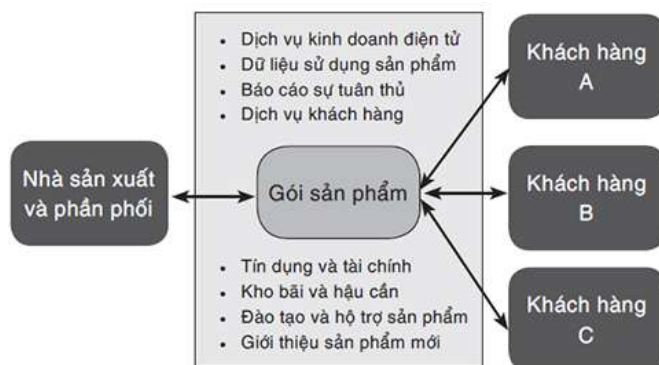 • Dịch vụ kinh doanh điện tử
• Dữ liệu sử dụng sản phẩm
• Báo cáo sự tuân thủ
• Dịch vụ khách hàng
Nhà sản xuất
và phần phối
Gói sản phẩm
• Tín dụng và tài chính
• Kho bãi và hậu cần
• Đào tạo và hộ trợ sản phẩm
• Giới thiệu sản phẩm mới
Khách hàng
A
Khách hàng
B
Khách hàng
C